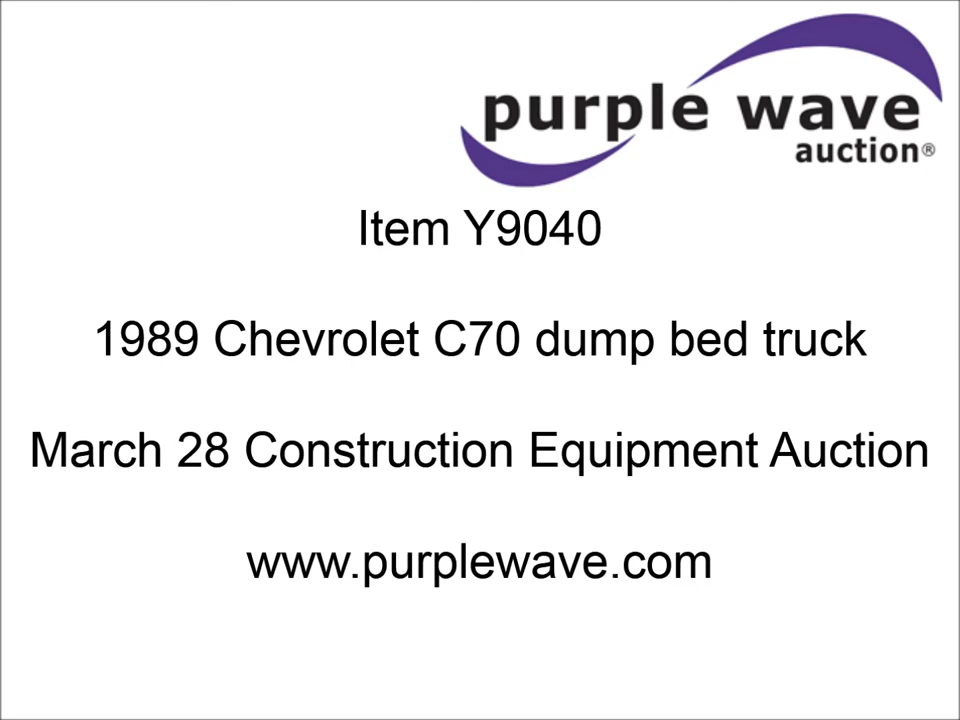 purple wave
auction®
Item Y9040
1989 Chevrolet C70 dump bed truck
March 28 Construction Equipment Auction
www.purplewave.com